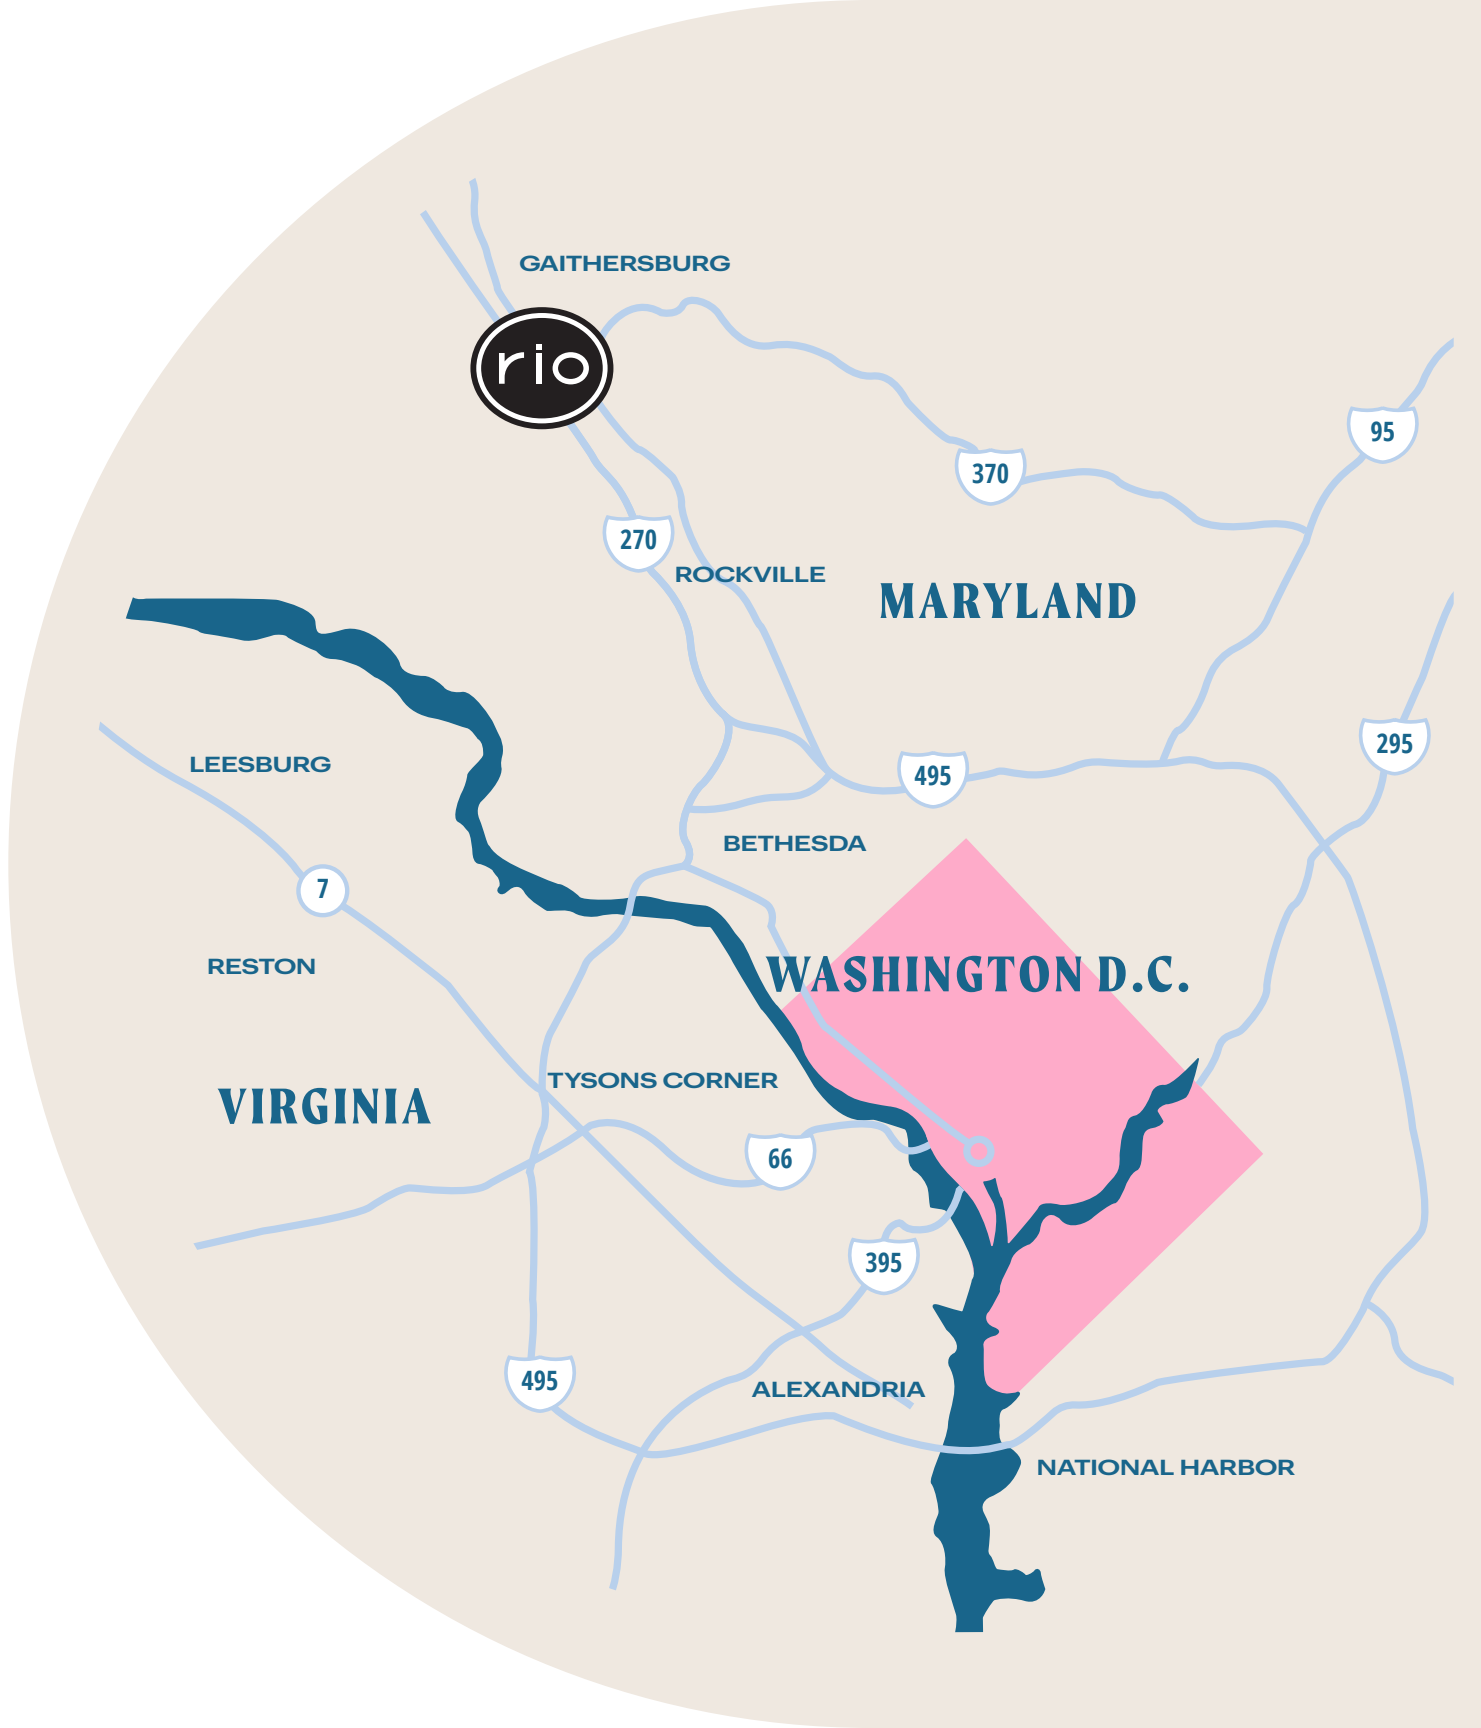 GAITHERSBURG
rio
95
370
270
ROCKVILLE
MARYLAND
295
LEESBURG
495
BETHESDA
7
RESTON
WASHINGTON D.C.
TYSONS CORNER
VIRGINIA
66
395
495
ALEXANDRIA
NATIONAL HARBOR